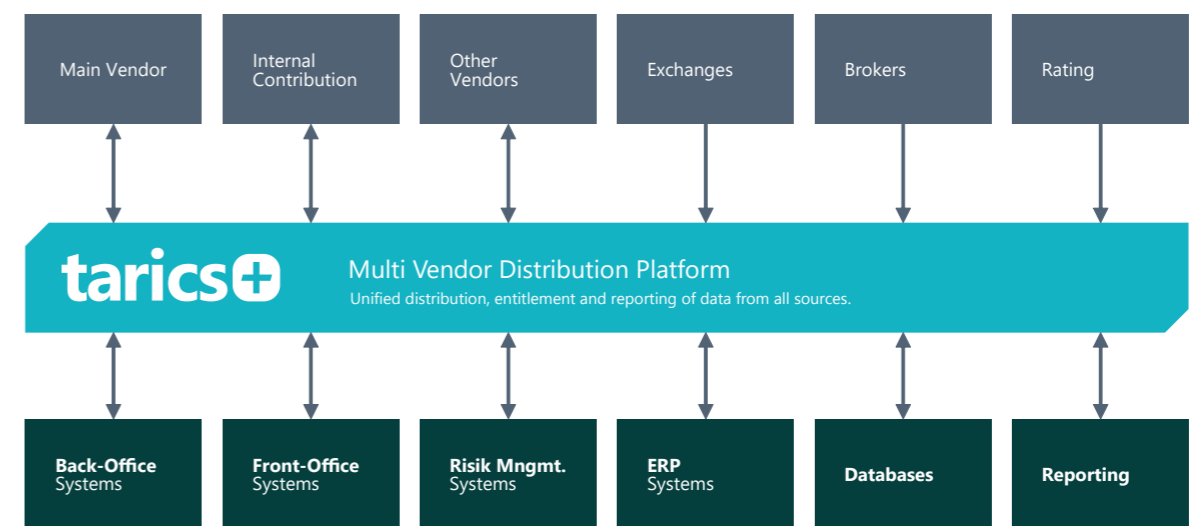 Main Vendor
Internal
Contribution
Other
Vendors
Exchanges
Brokers
Rating
tarics+
Multi Vendor Distribution Platform
Unified distribution, entitlement and reporting of data from all sources.
Back-Office
Systems
Front-Office
Systems
Risik Mngmt.
Systems
ERP
Systems
Databases
Reporting